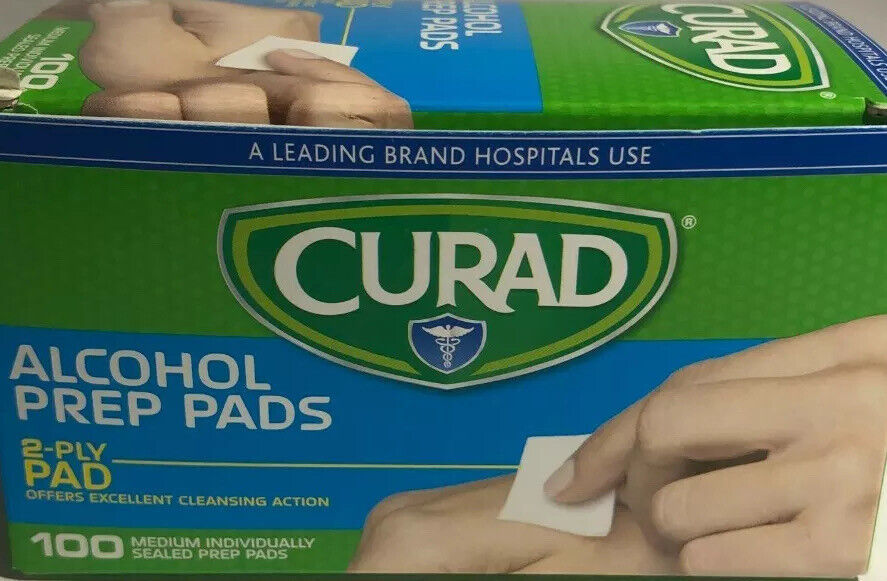 ALCOHOL
PREP PADS
CURAD
®
100
A LEADING BRAND HOSPITALS USE
CURAD
®
ALCOHOL
PREP PADS
2-PLY
PAD
OFFERS EXCELLENT CLEANSING ACTION
100 MEDIUM INDIVIDUALLY
SEALED PREP PADS